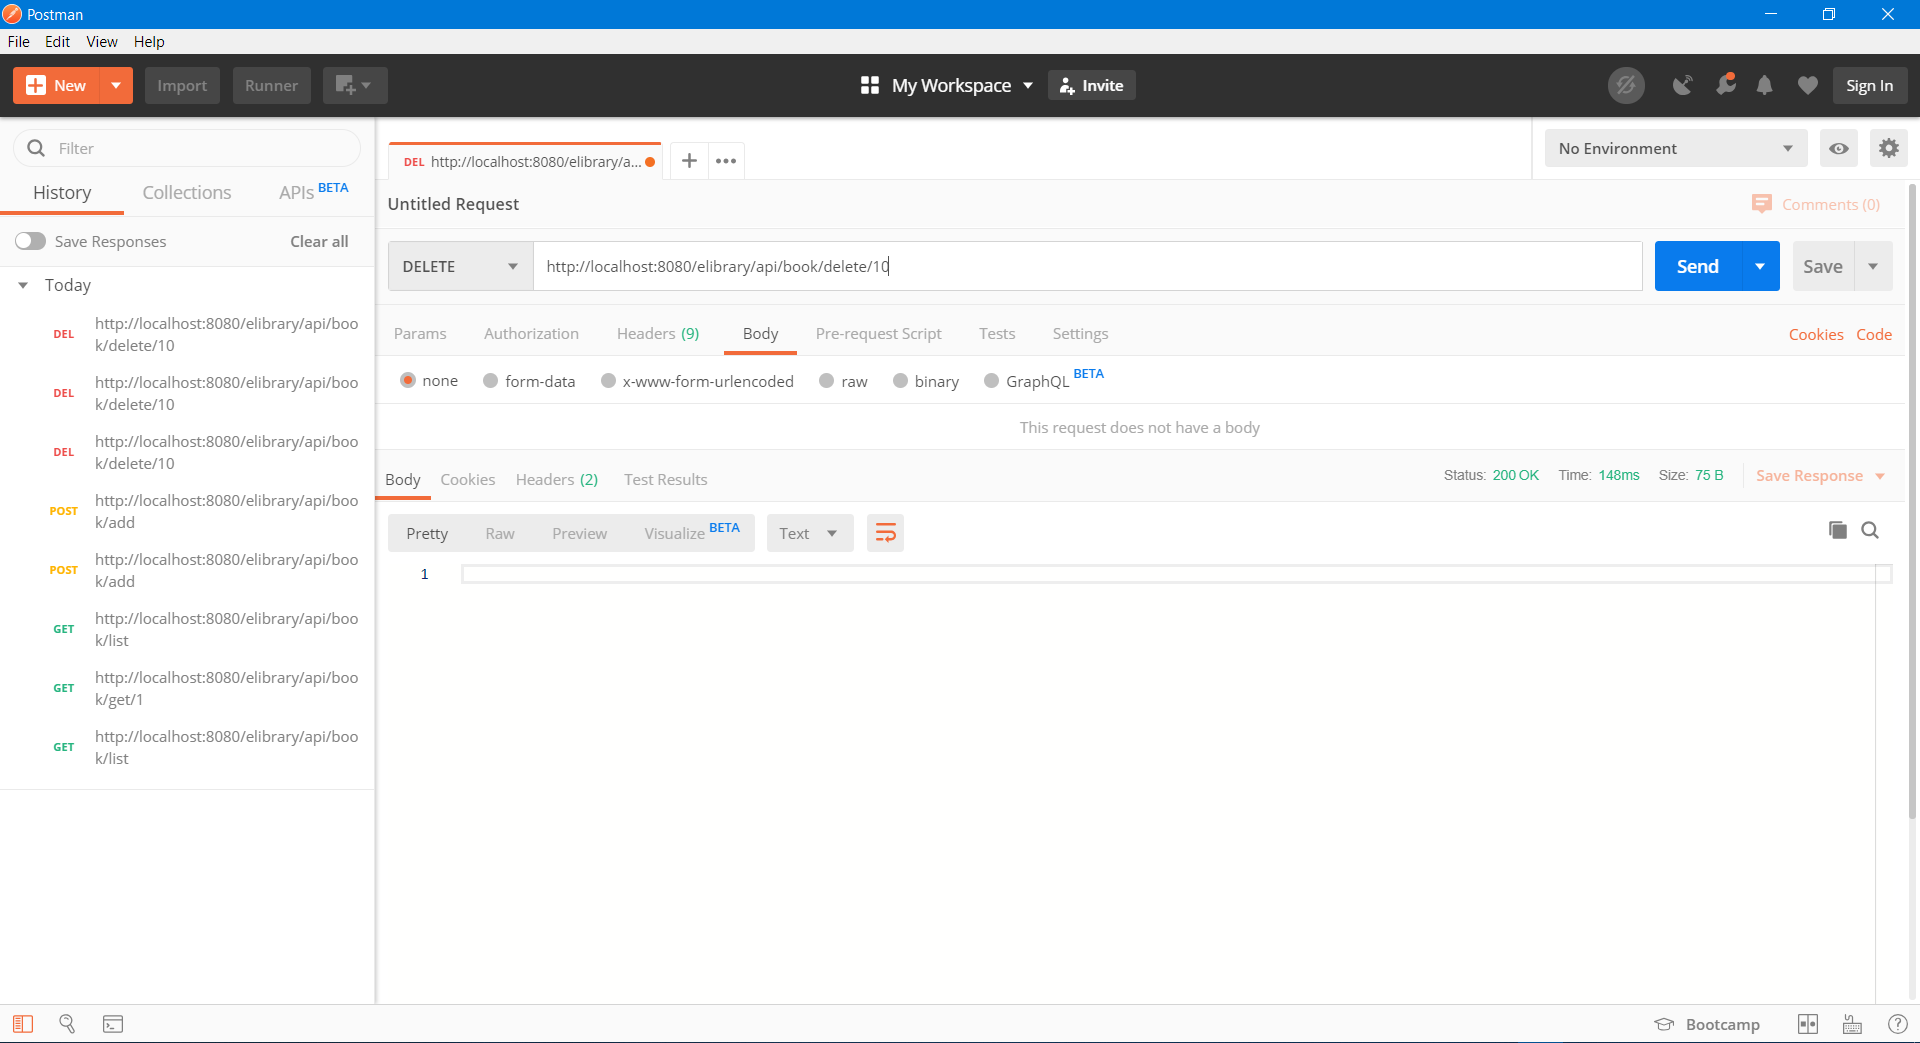 Postman
File Edit View Help
New Import Runner My Workspace Invite Sign In
Filter
History Collections APIs BETA
Save Responses Clear all
Today
DEL http://localhost:8080/elibrary/api/boo
k/delete/10
DEL http://localhost:8080/elibrary/api/boo
k/delete/10
DEL http://localhost:8080/elibrary/api/boo
k/delete/10
POST http://localhost:8080/elibrary/api/boo
k/add
POST http://localhost:8080/elibrary/api/boo
k/add
GET http://localhost:8080/elibrary/api/boo
k/list
GET http://localhost:8080/elibrary/api/boo
k/get/1
GET http://localhost:8080/elibrary/api/boo
k/list
DEL http://localhost:8080/elibrary/a...
No Environment
Untitled Request Comments (0)
DELETE http://localhost:8080/elibrary/api/book/delete/10 Send Save
Params Authorization Headers (9) Body Pre-request Script Tests Settings Cookies Code
none form-data x-www-form-urlencoded raw binary GraphQL BETA
This request does not have a body
Body Cookies Headers (2) Test Results Status: 200 OK Time: 148ms Size: 75 B Save Response
Pretty Raw Preview Visualize BETA Text
1
Bootcamp